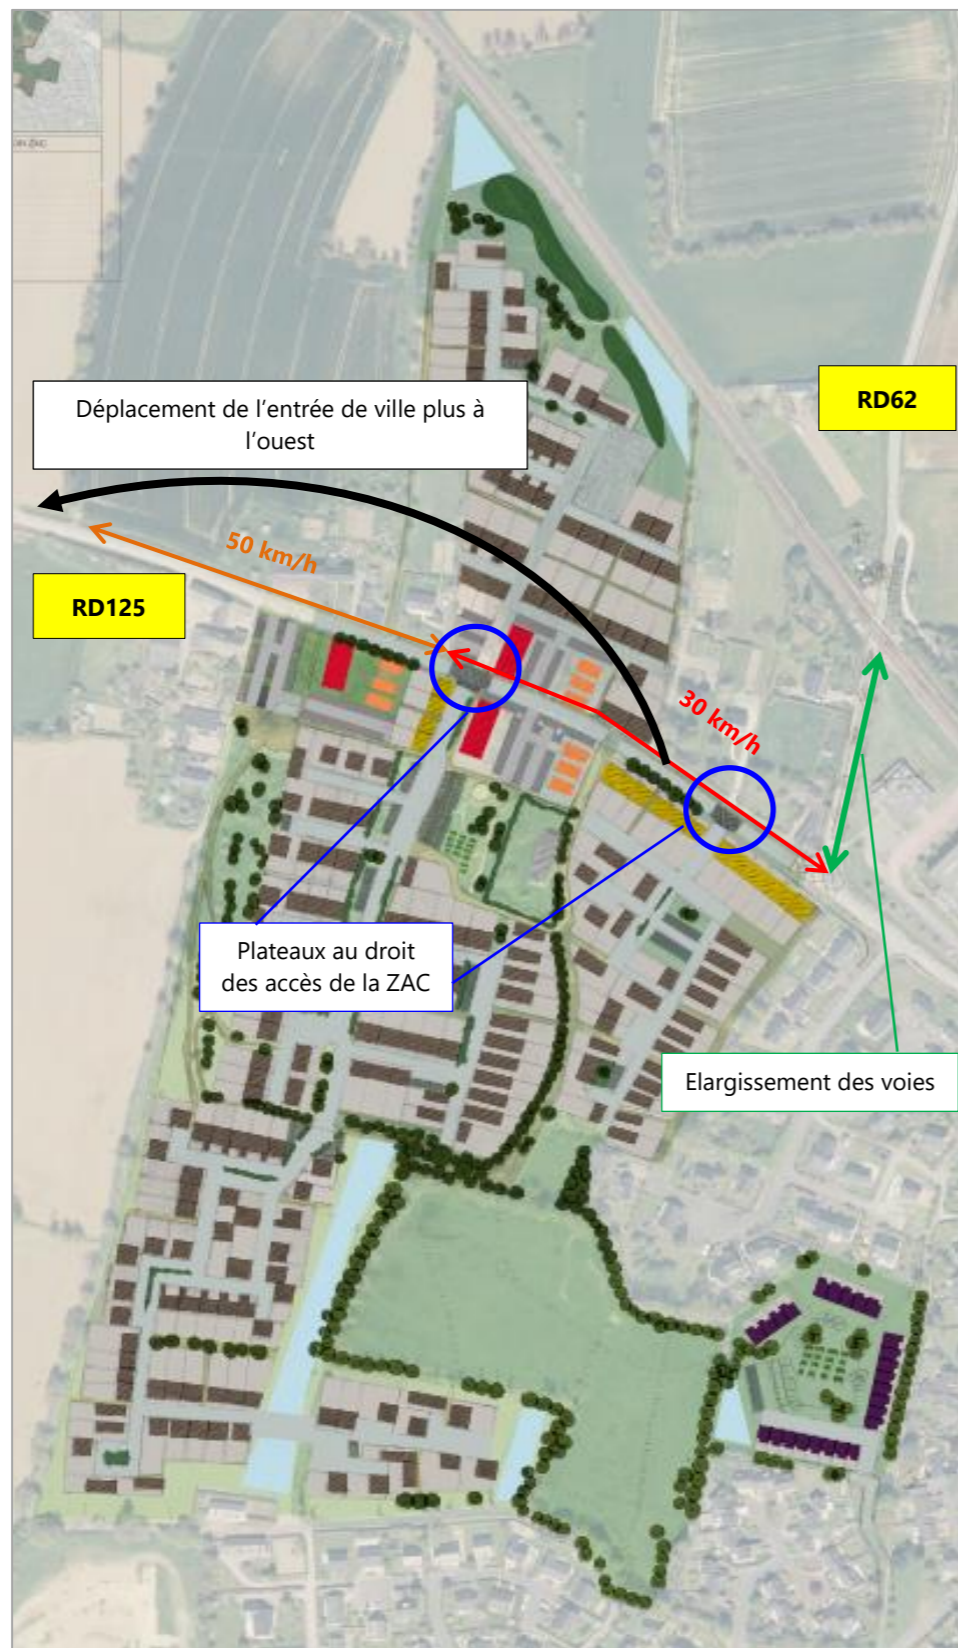 Déplacement de l’entrée de ville plus à
l’ouest
RD62
50 km/h
RD125
30 km/h
Plateaux au droit
des accès de la ZAC
Elargissement des voies